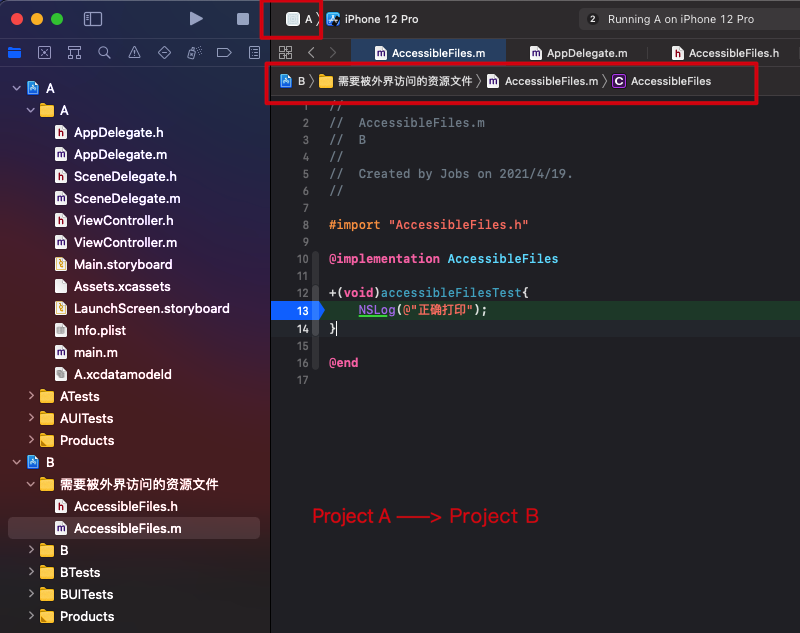 A
iPhone 12 Pro
2
Running A on iPhone 12 Pro
AccessibleFiles.m
AppDelegate.m
AccessibleFiles.h
B
需要被外界访问的资源文件
AccessibleFiles.m
AccessibleFiles
A
A
AppDelegate.h
AppDelegate.m
SceneDelegate.h
SceneDelegate.m
ViewController.h
ViewController.m
Main.storyboard
Assets.xcassets
LaunchScreen.storyboard
Info.plist
main.m
A.xcdatamodeld
ATests
AUITests
Products
B
需要被外界访问的资源文件
AccessibleFiles.h
AccessibleFiles.m
B
BTests
BUITests
Products
1 //
2 //  AccessibleFiles.m
3 //  B
4 //
5 //  Created by Jobs on 2021/4/19.
6 //
7
8 #import "AccessibleFiles.h"
9
10 @implementation AccessibleFiles
11
12 +(void)accessibleFilesTest{
13     NSLog(@"正确打印");
14 }
15
16 @end
17
Project A ——> Project B